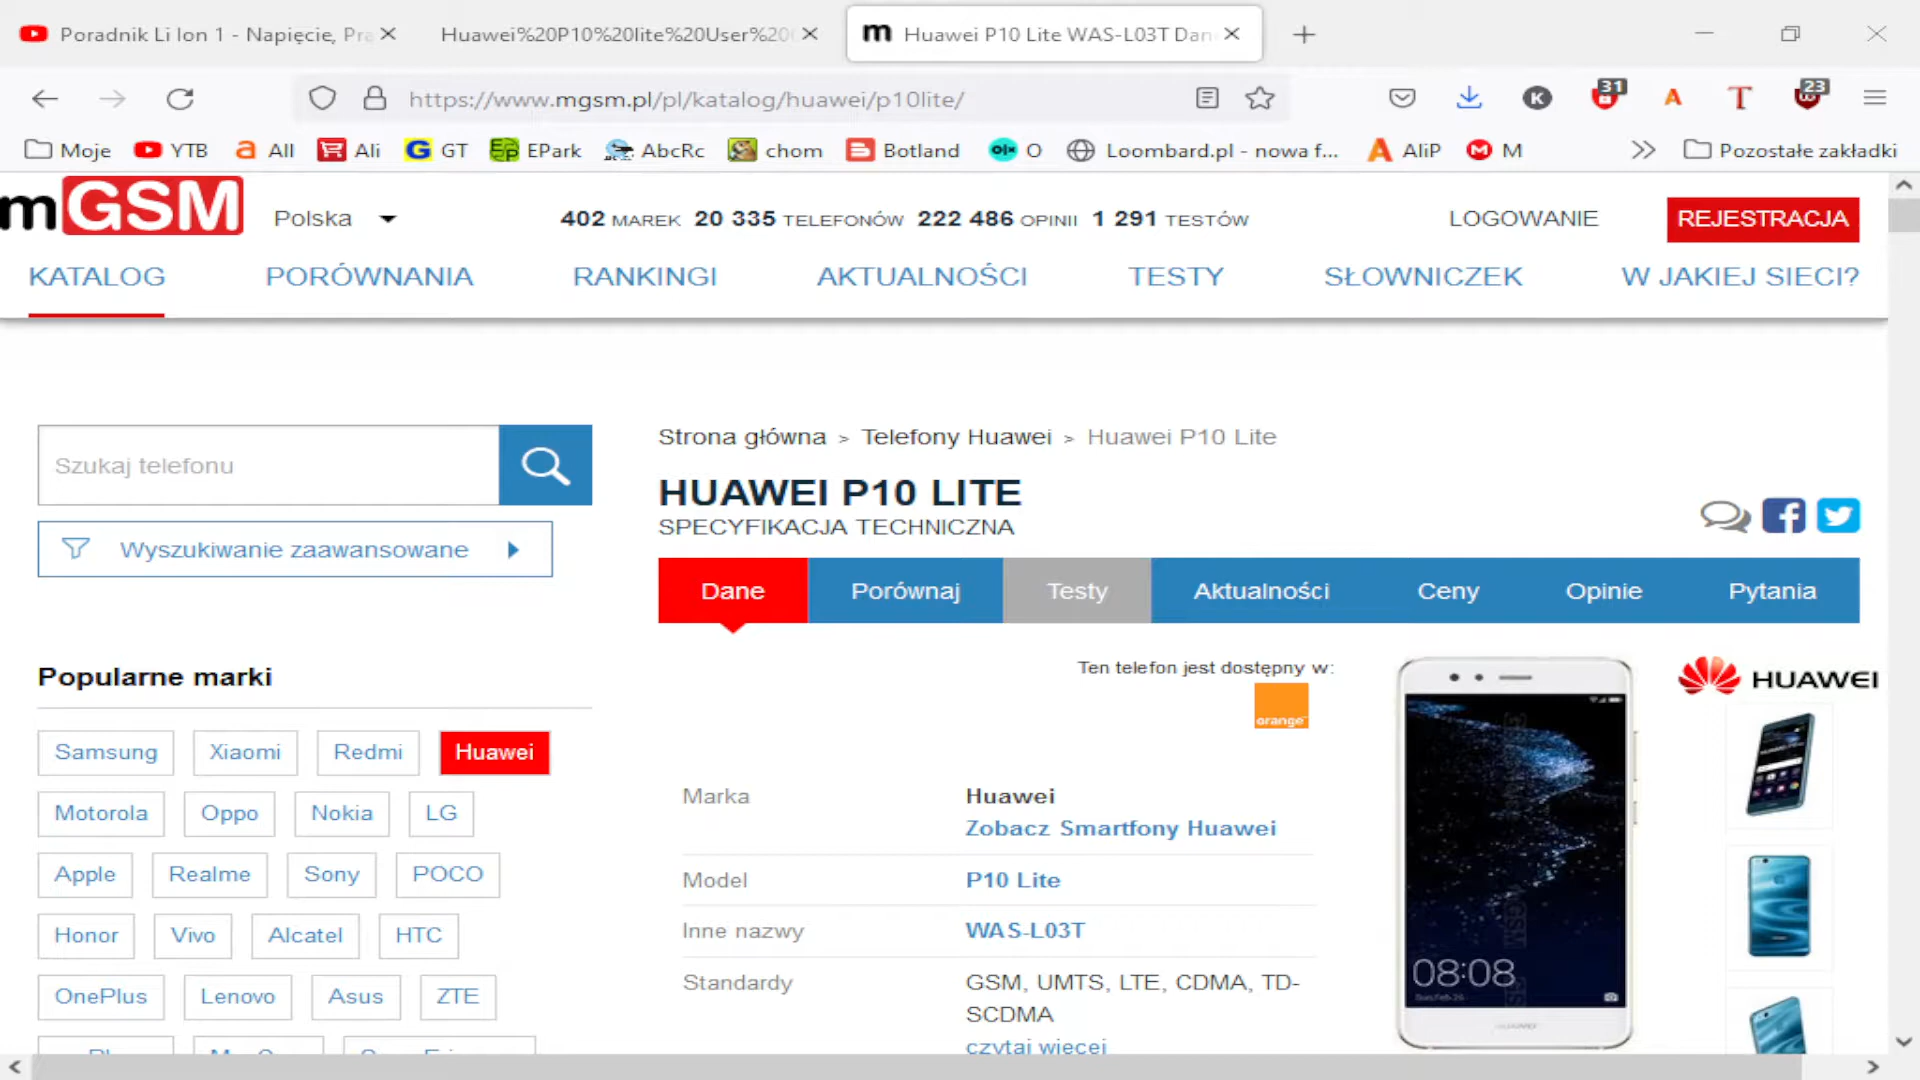 Poradnik Li Ion 1 - Napięcie, Pra
Huawei%20P10%20lite%20User%20
Huawei P10 Lite WAS-L03T Dan
https://www.mgsm.pl/pl/katalog/huawei/p10lite/
K
31
A
T
23
Moje
YTB
a All
Ali
G GT
Ep EPark
AbcRc
chom
Botland
olx O
Loombard.pl - nowa f...
AliP
M M
Pozostałe zakładki
mGSM
Polska
402 MAREK 20 335 TELEFONÓW 222 486 OPINII 1 291 TESTÓW
LOGOWANIE
REJESTRACJA
KATALOG
PORÓWNANIA
RANKINGI
AKTUALNOŚCI
TESTY
SŁOWNICZEK
W JAKIEJ SIECI?
Szukaj telefonu
Wyszukiwanie zaawansowane
Popularne marki
Samsung
Xiaomi
Redmi
Huawei
Motorola
Oppo
Nokia
LG
Apple
Realme
Sony
POCO
Honor
Vivo
Alcatel
HTC
OnePlus
Lenovo
Asus
ZTE
Strona główna > Telefony Huawei > Huawei P10 Lite
HUAWEI P10 LITE
SPECYFIKACJA TECHNICZNA
Dane
Porównaj
Testy
Aktualności
Ceny
Opinie
Pytania
Ten telefon jest dostępny w:
orange
Marka
Huawei
Zobacz Smartfony Huawei
Model
P10 Lite
Inne nazwy
WAS-L03T
Standardy
GSM, UMTS, LTE, CDMA, TD-
SCDMA
czytaj więcej
08:08
HUAWEI
HUAWEI